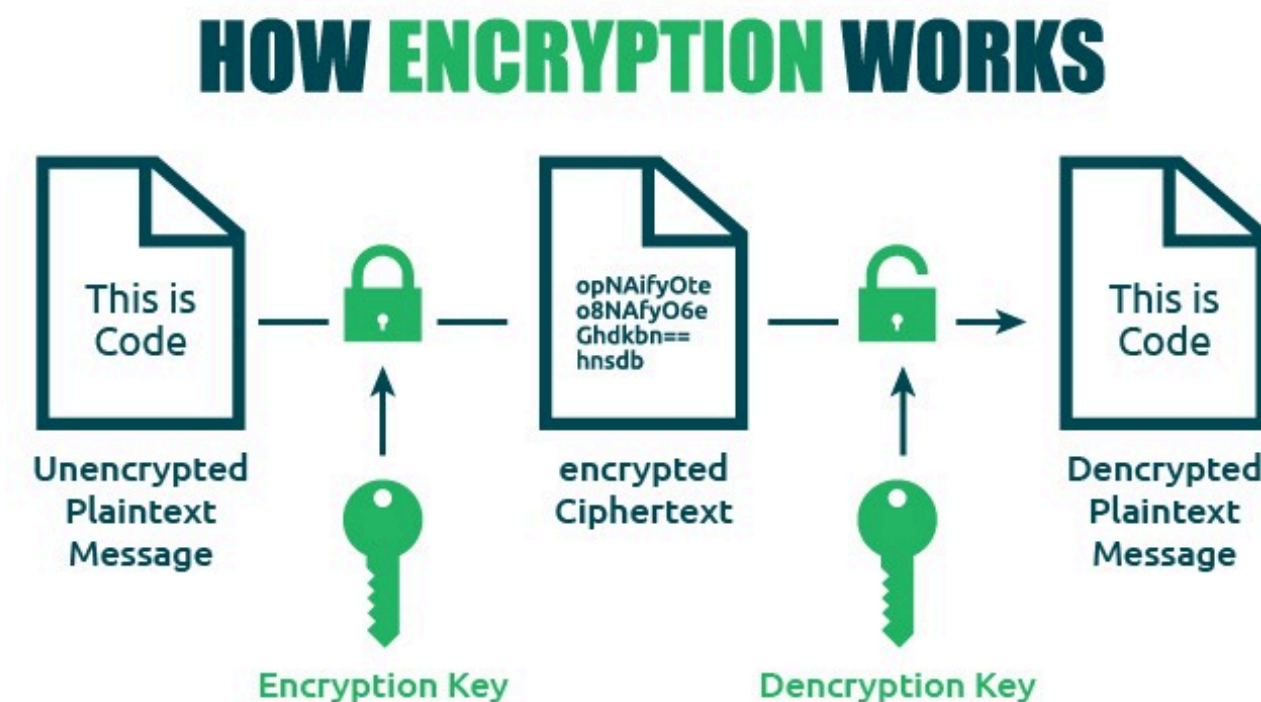 HOW ENCRYPTION WORKS
This is
Code
opNAifyOte
o8NAfyO6e
Ghdkbn==
hnsdb
This is
Code
Unencrypted
Plaintext
Message
encrypted
Ciphertext
Dencrypted
Plaintext
Message
Encryption Key
Dencryption Key